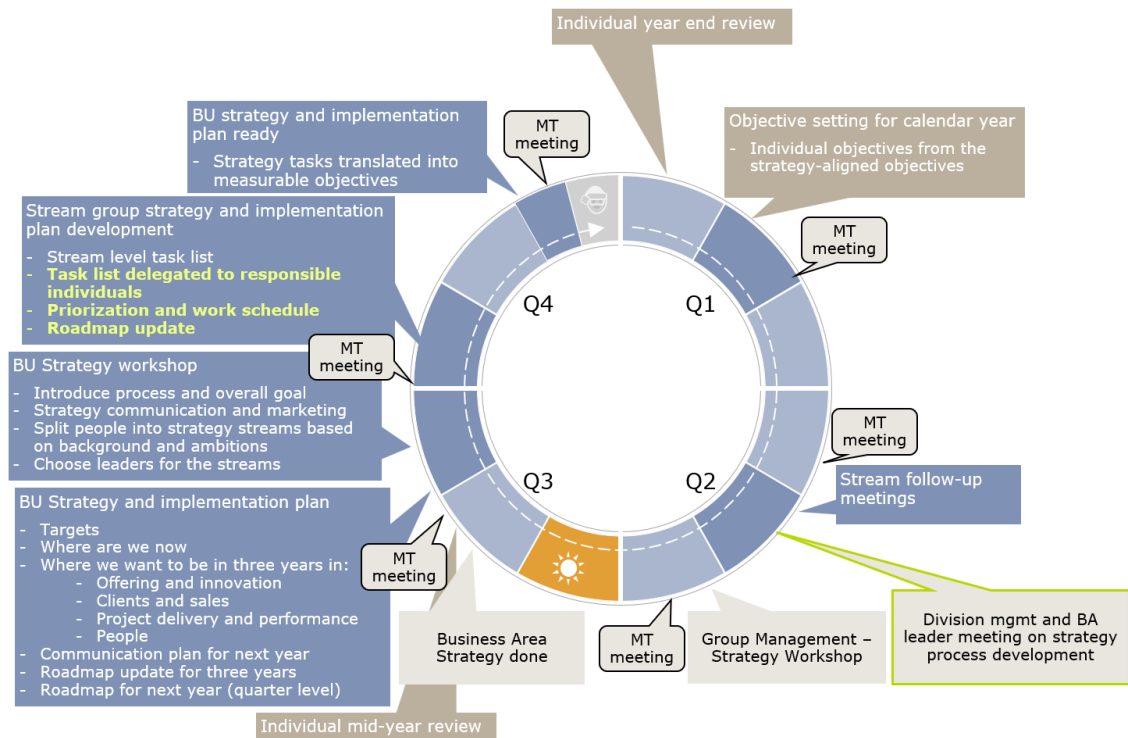 Individual year end review
BU strategy and implementation
plan ready
- Strategy tasks translated into
measurable objectives
MT
meeting
Objective setting for calendar year
- Individual objectives from the
strategy-aligned objectives
Stream group strategy and implementation
plan development
- Stream level task list
- Task list delegated to responsible
individuals
- Priorization and work schedule
- Roadmap update
MT
meeting
Q4
Q1
MT
meeting
BU Strategy workshop
- Introduce process and overall goal
- Strategy communication and marketing
- Split people into strategy streams based
on background and ambitions
- Choose leaders for the streams
MT
meeting
Q3
Q2
Stream follow-up
meetings
BU Strategy and implementation plan
- Targets
- Where are we now
- Where we want to be in three years in:
- Offering and innovation
- Clients and sales
- Project delivery and performance
- People
- Communication plan for next year
- Roadmap update for three years
- Roadmap for next year (quarter level)
MT
meeting
Business Area
Strategy done
MT
meeting
Group Management –
Strategy Workshop
Division mgmt and BA
leader meeting on strategy
process development
Individual mid-year review